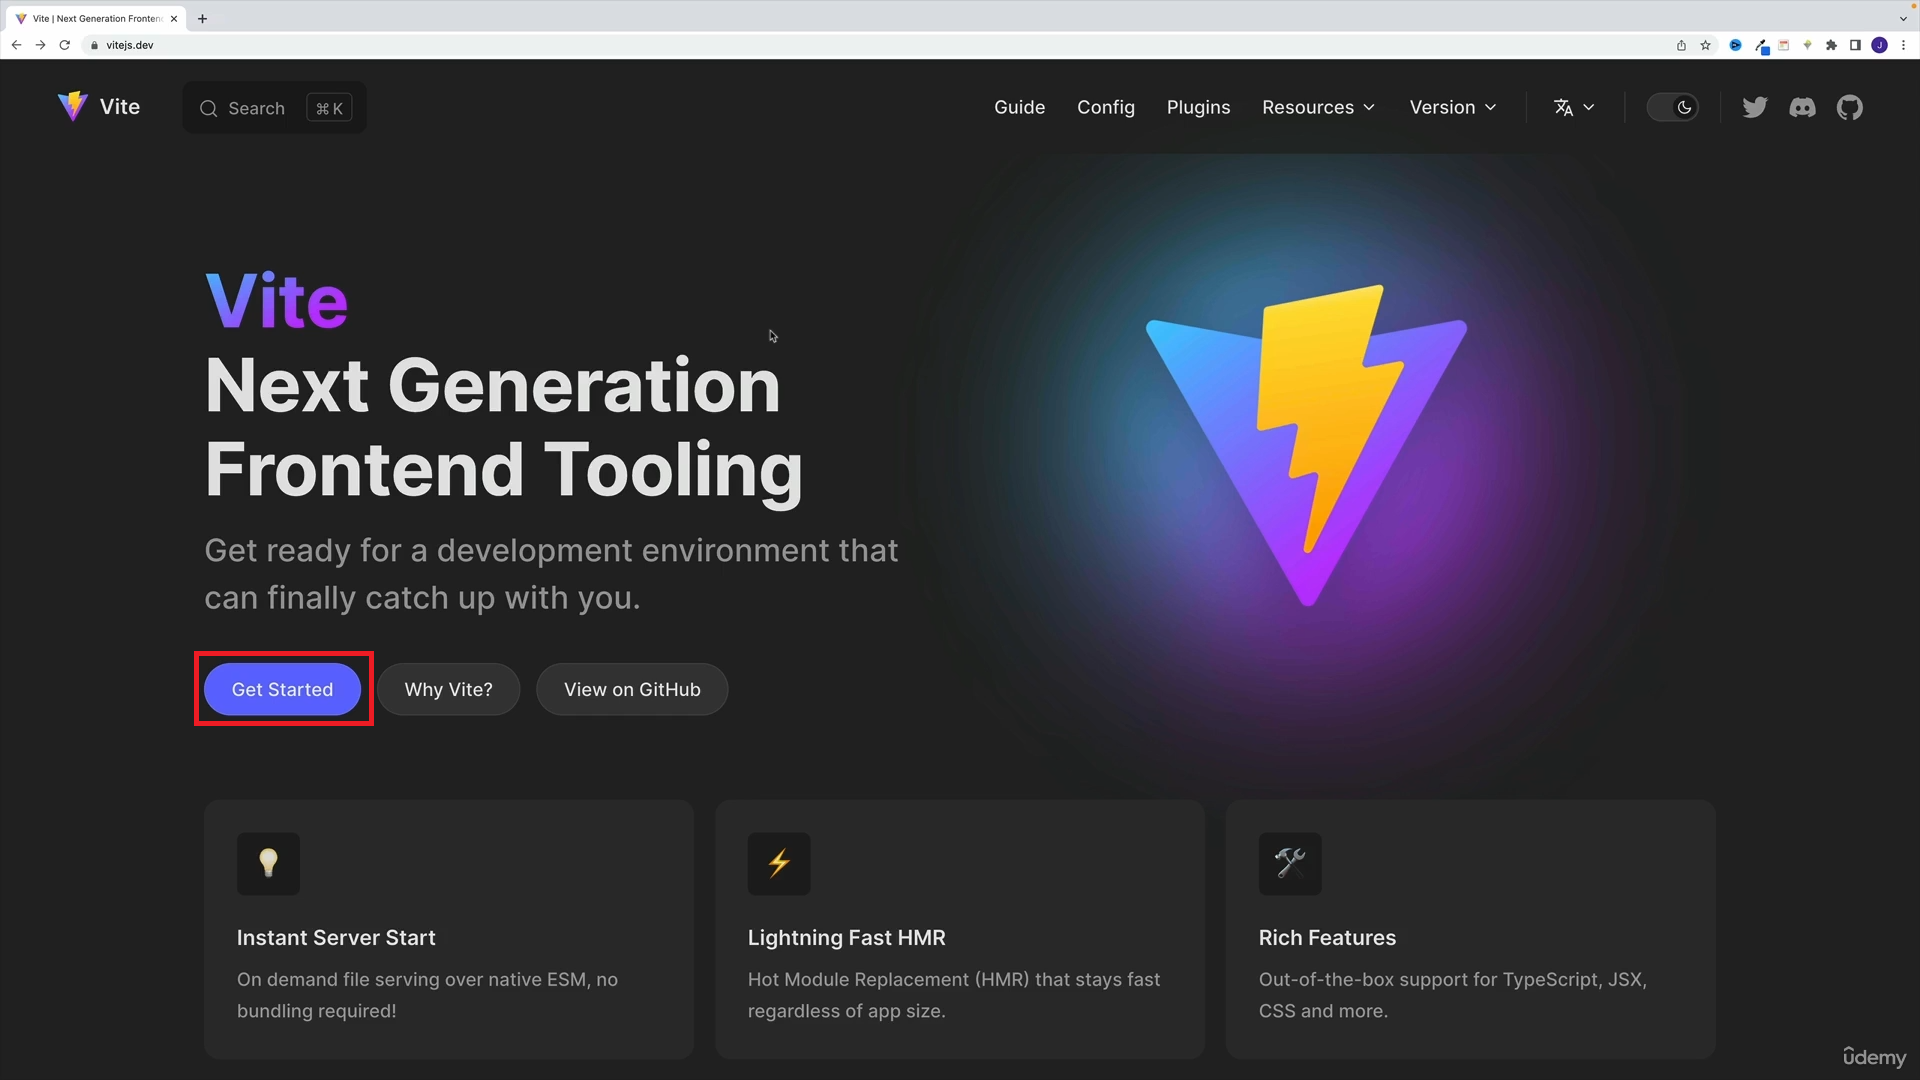 Vite | Next Generation Fronten
vitejs.dev
J
Vite
Search
⌘ K
Guide
Config
Plugins
Resources
Version
Vite
Next Generation
Frontend Tooling
Get ready for a development environment that
can finally catch up with you.
Get Started
Why Vite?
View on GitHub
Instant Server Start
On demand file serving over native ESM, no
bundling required!
Lightning Fast HMR
Hot Module Replacement (HMR) that stays fast
regardless of app size.
Rich Features
Out-of-the-box support for TypeScript, JSX,
CSS and more.
ûdemy